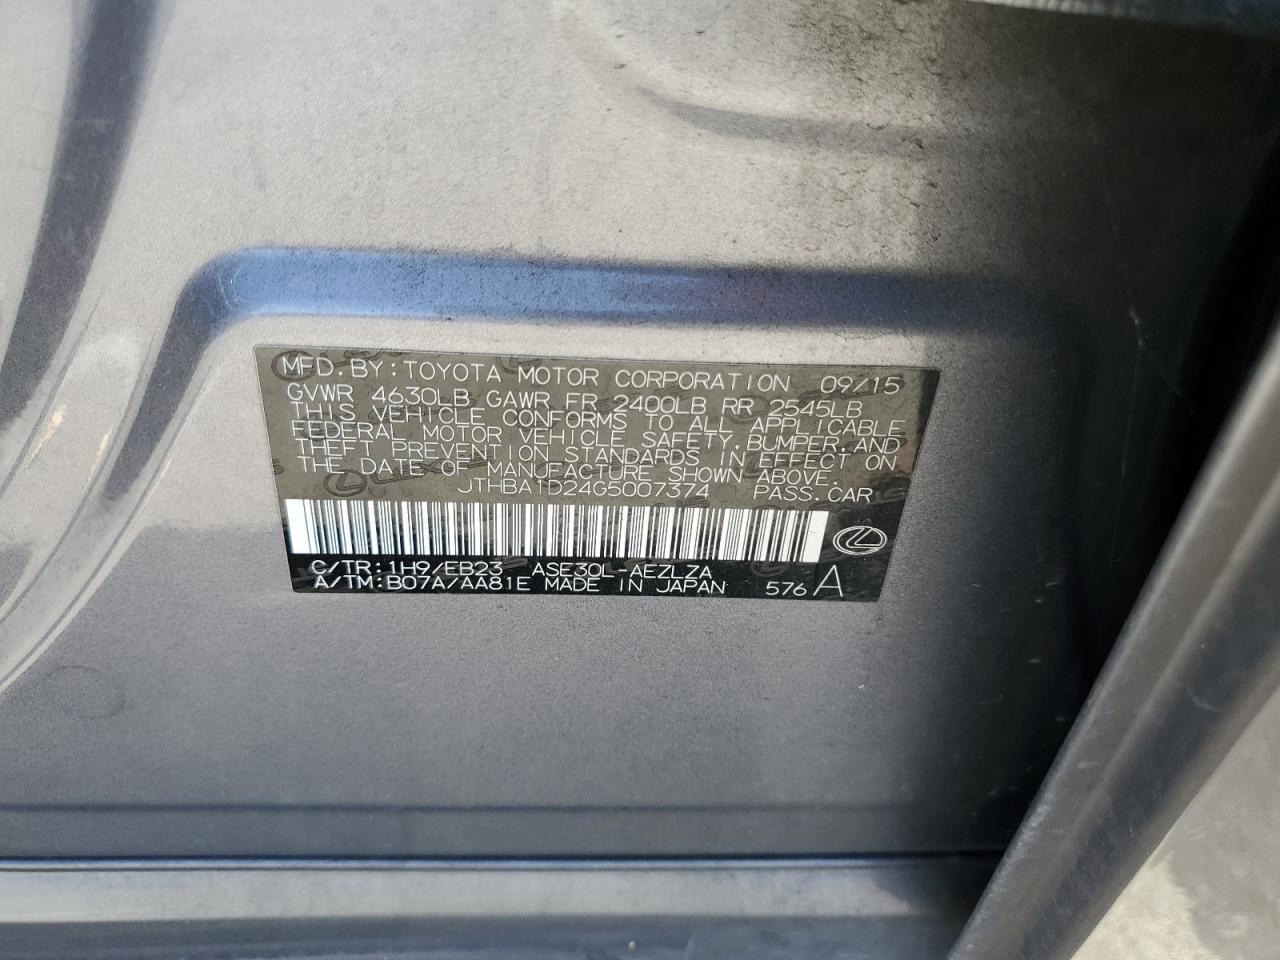 MFD. BY: TOYOTA MOTOR CORPORATION 09/15
GVWR 4630LB GAWR FR 2400LB RR 2545LB
THIS VEHICLE CONFORMS TO ALL APPLICABLE
FEDERAL MOTOR VEHICLE SAFETY, BUMPER, AND
THEFT PREVENTION STANDARDS IN EFFECT ON
THE DATE OF MANUFACTURE SHOWN ABOVE.
JTHBA1D24G5007374 PASS. CAR
C/TR: 1H9/EB23 ASE30L-AEZLZA
A/TM: B07A/AA81E MADE IN JAPAN 576 A